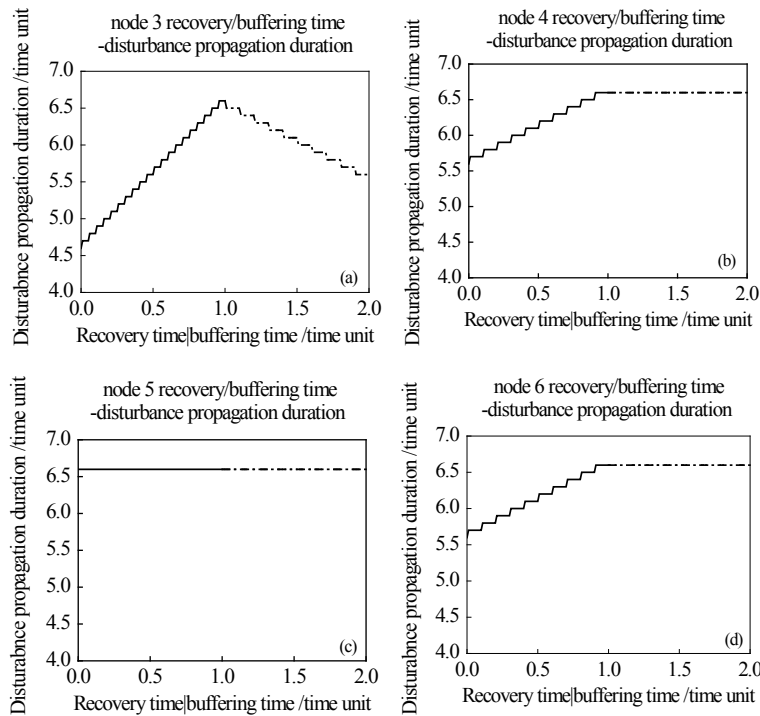 node 3 recovery/buffering time
-disturbance propagation duration
Disturabnce propagation duration /time unit
7.0
6.5
6.0
5.5
5.0
4.5
4.0
(a)
0.0 0.5 1.0 1.5 2.0
Recovery time|buffering time /time unit
node 4 recovery/buffering time
-disturbance propagation duration
Disturabnce propagation duration /time unit
7.0
6.5
6.0
5.5
5.0
4.5
4.0
(b)
0.0 0.5 1.0 1.5 2.0
Recovery time|buffering time /time unit
node 5 recovery/buffering time
-disturbance propagation duration
Disturabnce propagation duration /time unit
7.0
6.5
6.0
5.5
5.0
4.5
4.0
(c)
0.0 0.5 1.0 1.5 2.0
Recovery time|buffering time /time unit
node 6 recovery/buffering time
-disturbance propagation duration
Disturabnce propagation duration /time unit
7.0
6.5
6.0
5.5
5.0
4.5
4.0
(d)
0.0 0.5 1.0 1.5 2.0
Recovery time|buffering time /time unit